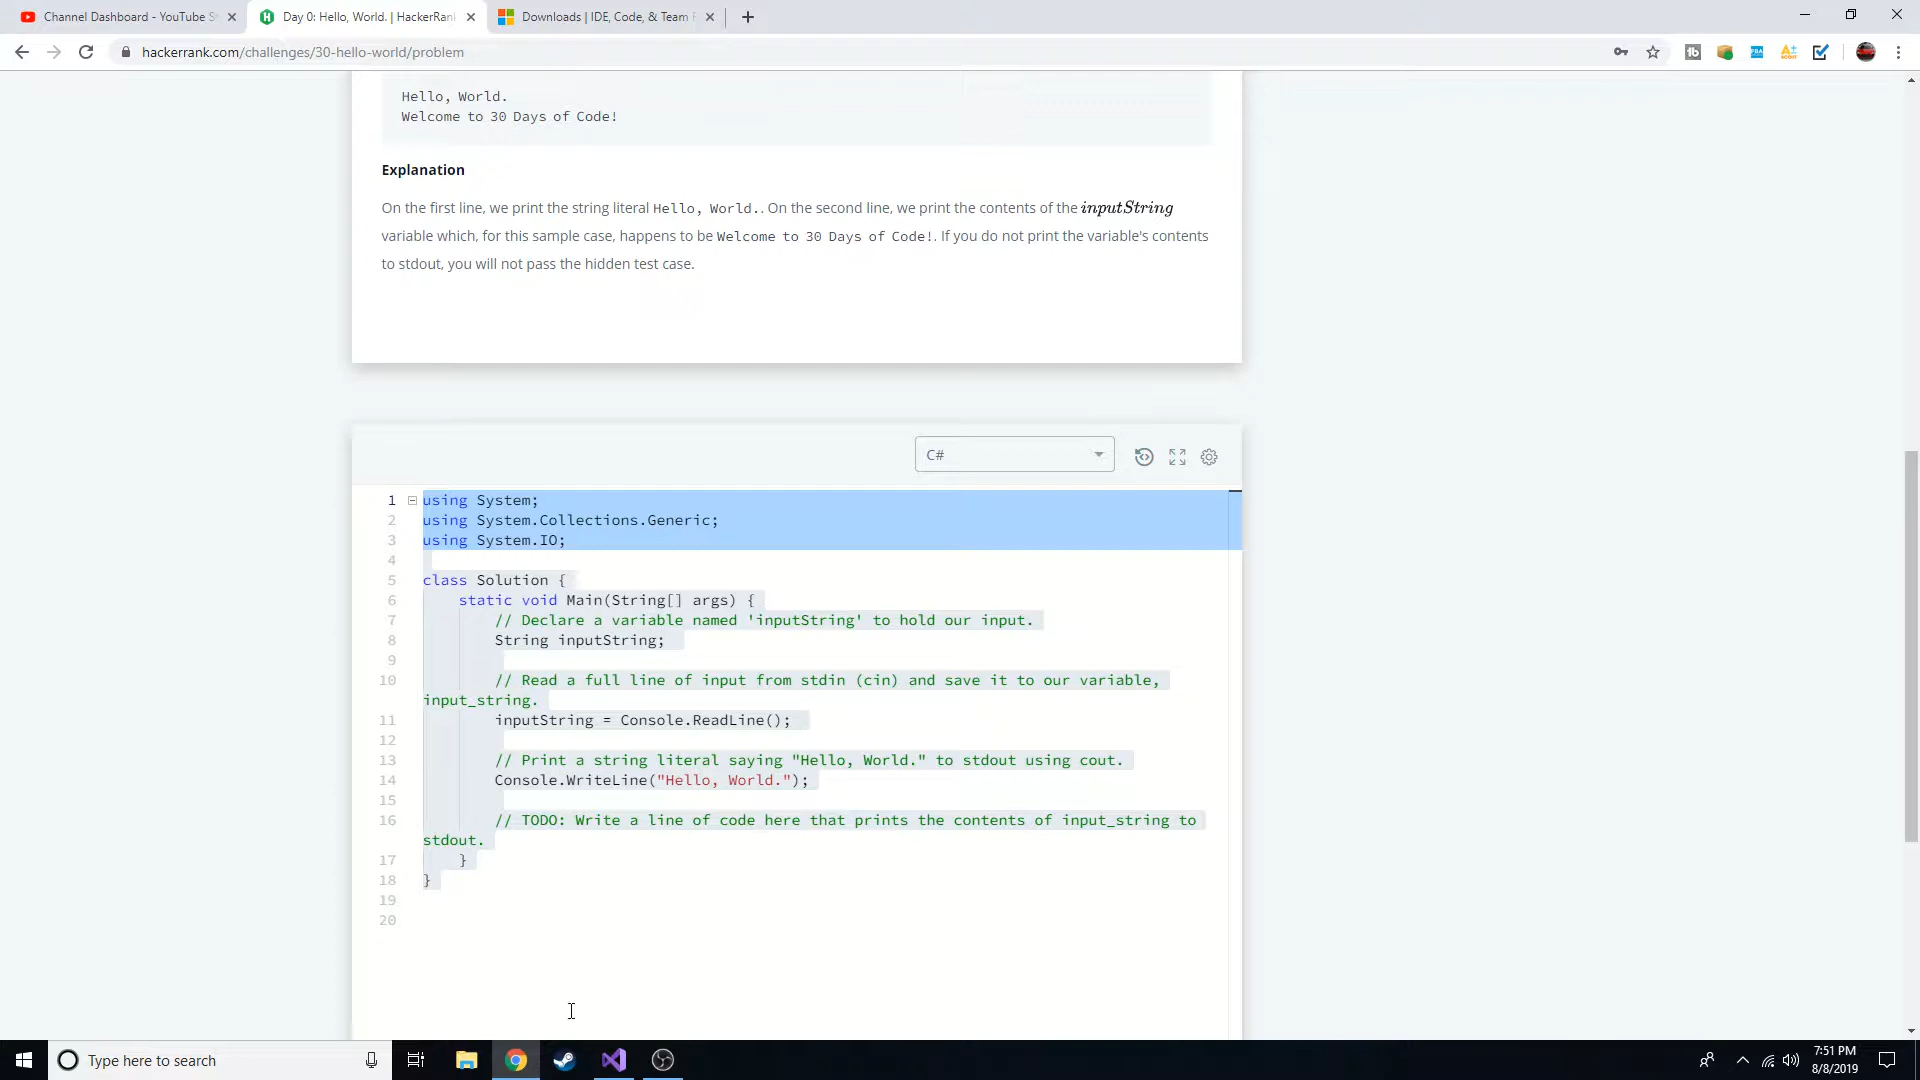 Channel Dashboard - YouTube S
Day 0: Hello, World. | HackerRank
Downloads | IDE, Code, & Team F
hackerrank.com/challenges/30-hello-world/problem
Hello, World.
Welcome to 30 Days of Code!
Explanation
On the first line, we print the string literal Hello, World.. On the second line, we print the contents of the inputString
variable which, for this sample case, happens to be Welcome to 30 Days of Code!. If you do not print the variable's contents
to stdout, you will not pass the hidden test case.
C#
1 using System;
2 using System.Collections.Generic;
3 using System.IO;
4
5 class Solution {
6 static void Main(String[] args) {
7 // Declare a variable named 'inputString' to hold our input.
8 String inputString;
9
10 // Read a full line of input from stdin (cin) and save it to our variable,
input_string.
11 inputString = Console.ReadLine();
12
13 // Print a string literal saying "Hello, World." to stdout using cout.
14 Console.WriteLine("Hello, World.");
15
16 // TODO: Write a line of code here that prints the contents of input_string to
stdout.
17 }
18 }
19
20
Type here to search
7:51 PM
8/8/2019